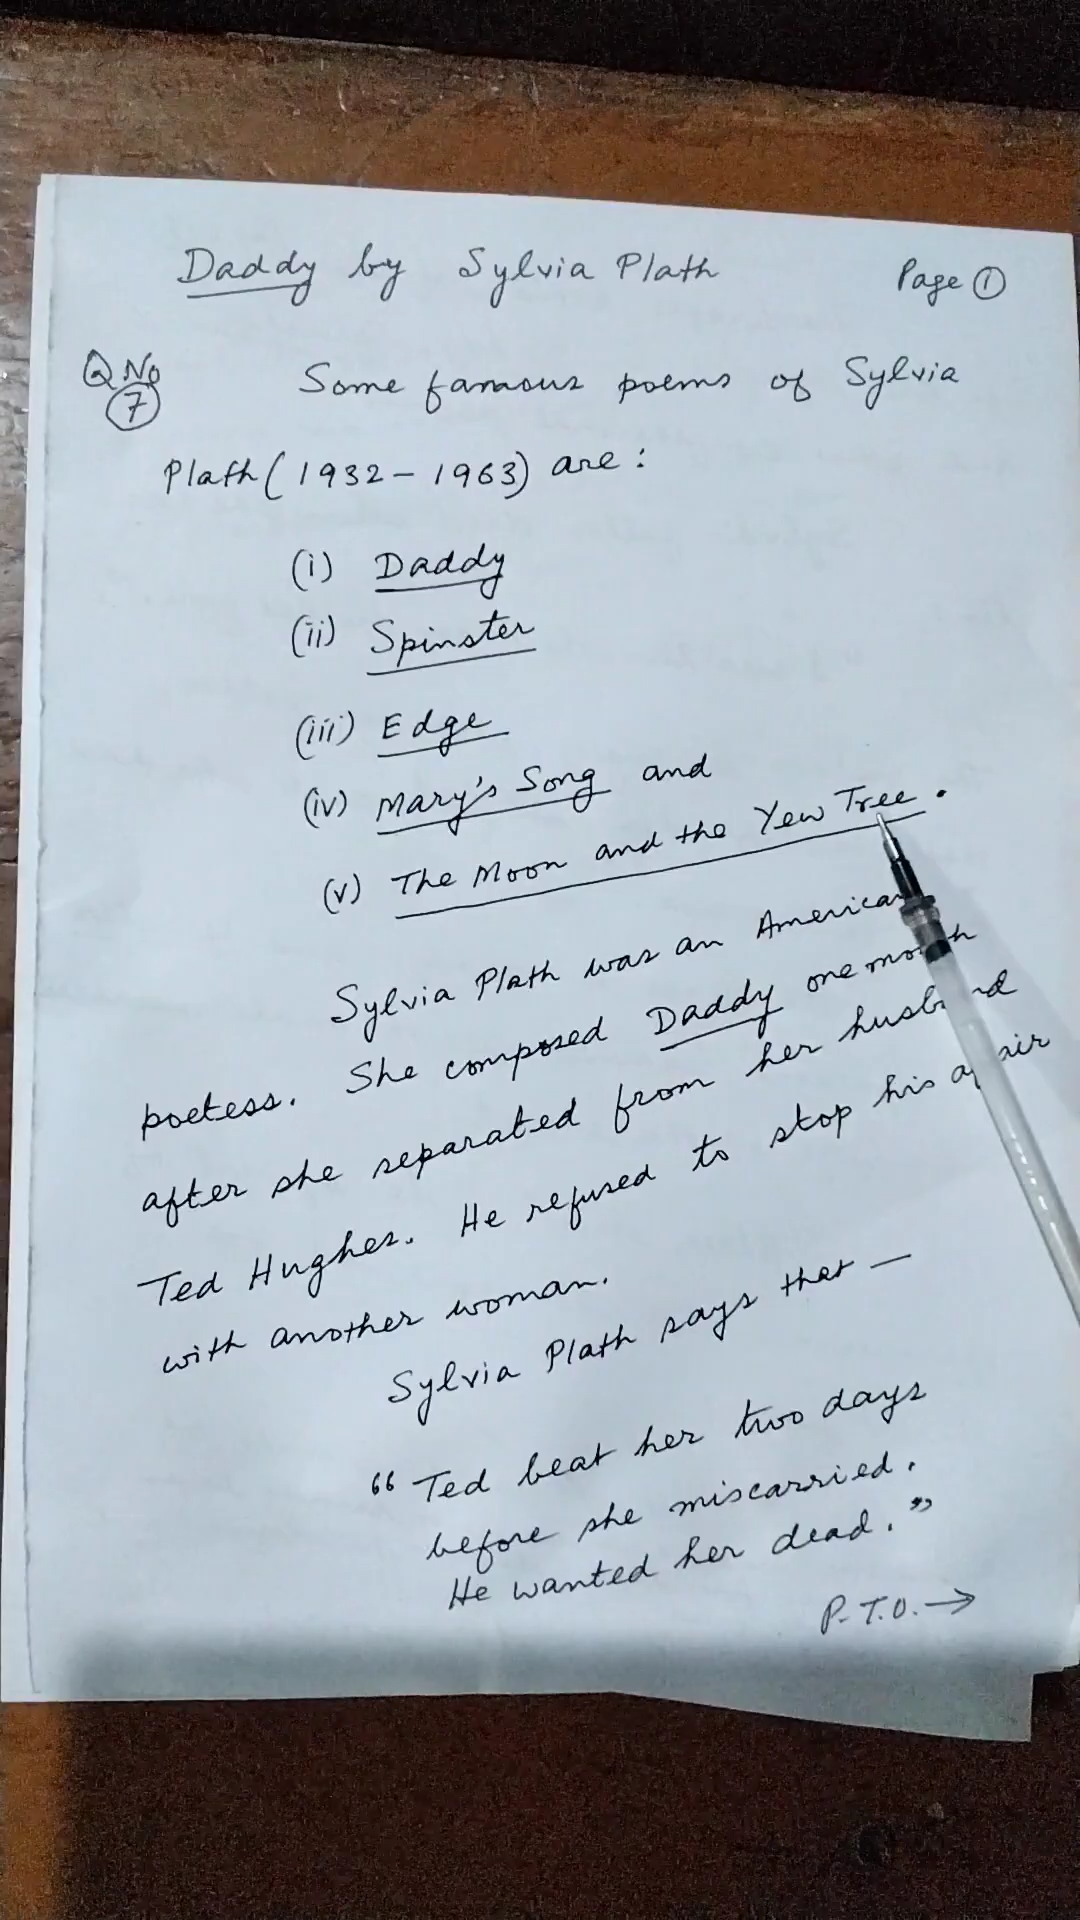 Daddy by Sylvia Plath
Page 1
Q No
7
Some famous poems of Sylvia
Plath (1932 - 1963) are:
(i) Daddy
(ii) Spinster
(iii) Edge
(iv) Mary's Song and
(v) The Moon and the Yew Tree.
Sylvia Plath was an American
poetess. She composed Daddy one month
after she separated from her husband
Ted Hughes. He refused to stop his affair
with another woman.
Sylvia Plath says that —
"Ted beat her two days
before she miscarried.
He wanted her dead."
P.T.O. →